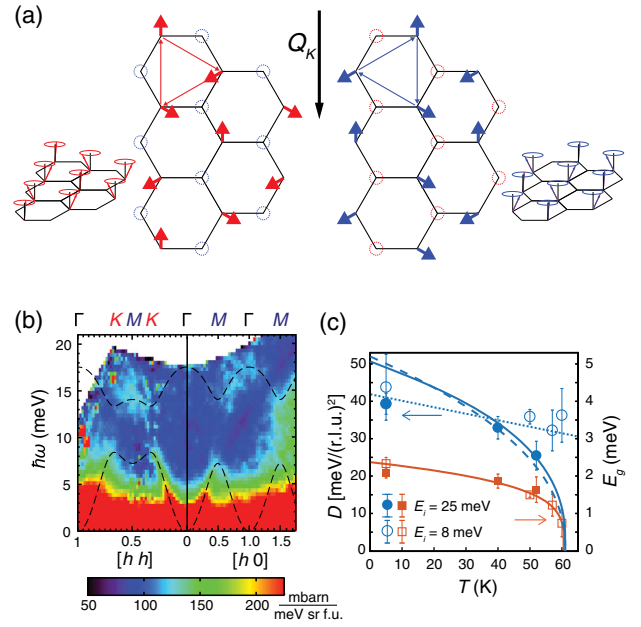 (a)
Q_K
(b)
Γ K M K Γ M Γ M
20
15
10
5
0
ħω (meV)
1 0.5 0 0.5 1 1.5
[h h] [h 0]
50 100 150 200
mbarn
meV sr f.u.
(c)
50
40
30
20
10
0
D [meV/(r.l.u.)²]
5
4
3
2
1
0
E_g (meV)
E_i = 25 meV
E_i = 8 meV
0 10 20 30 40 50 60
T (K)